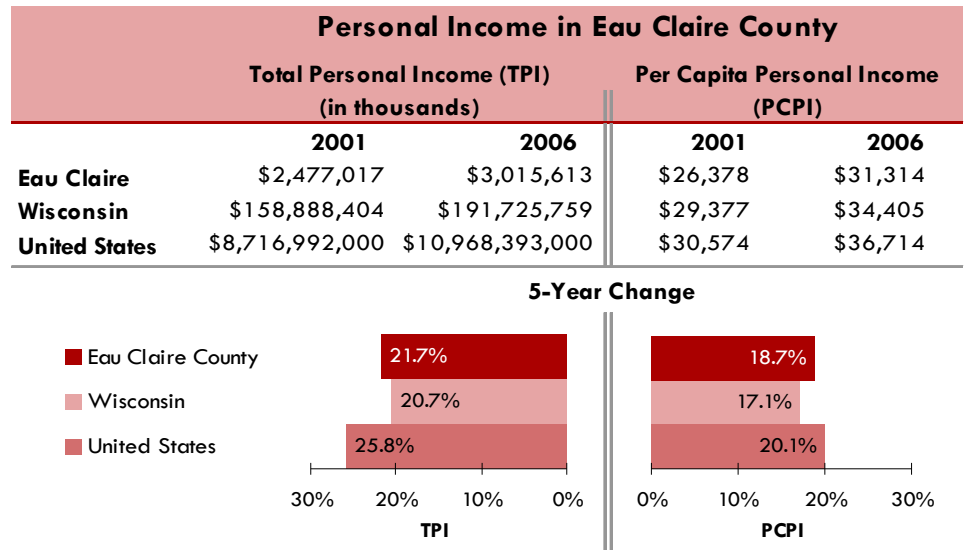 Personal Income in Eau Claire County
Total Personal Income (TPI) Per Capita Personal Income
(in thousands) (PCPI)
2001 2006 2001 2006
Eau Claire $2,477,017 $3,015,613 $26,378 $31,314
Wisconsin $158,888,404 $191,725,759 $29,377 $34,405
United States $8,716,992,000 $10,968,393,000 $30,574 $36,714
5-Year Change
Eau Claire County 21.7% 18.7%
Wisconsin 20.7% 17.1%
United States 25.8% 20.1%
30% 20% 10% 0% 0% 10% 20% 30%
TPI PCPI